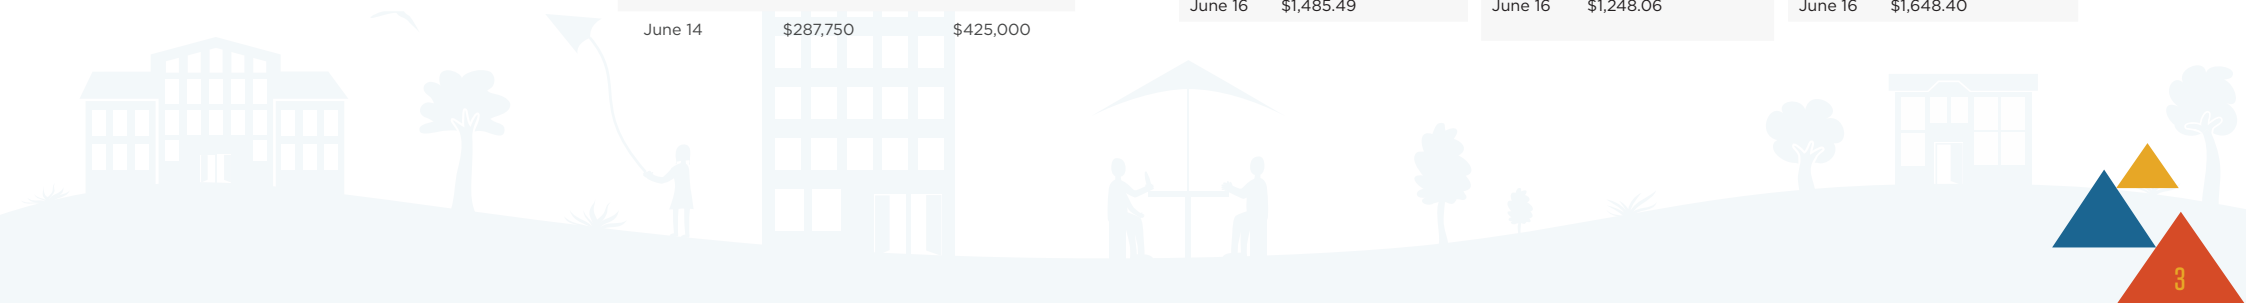 June 16 $1,485.49
June 16 $1,248.06
June 16 $1,648.40
June 14 $287,750 $425,000
3